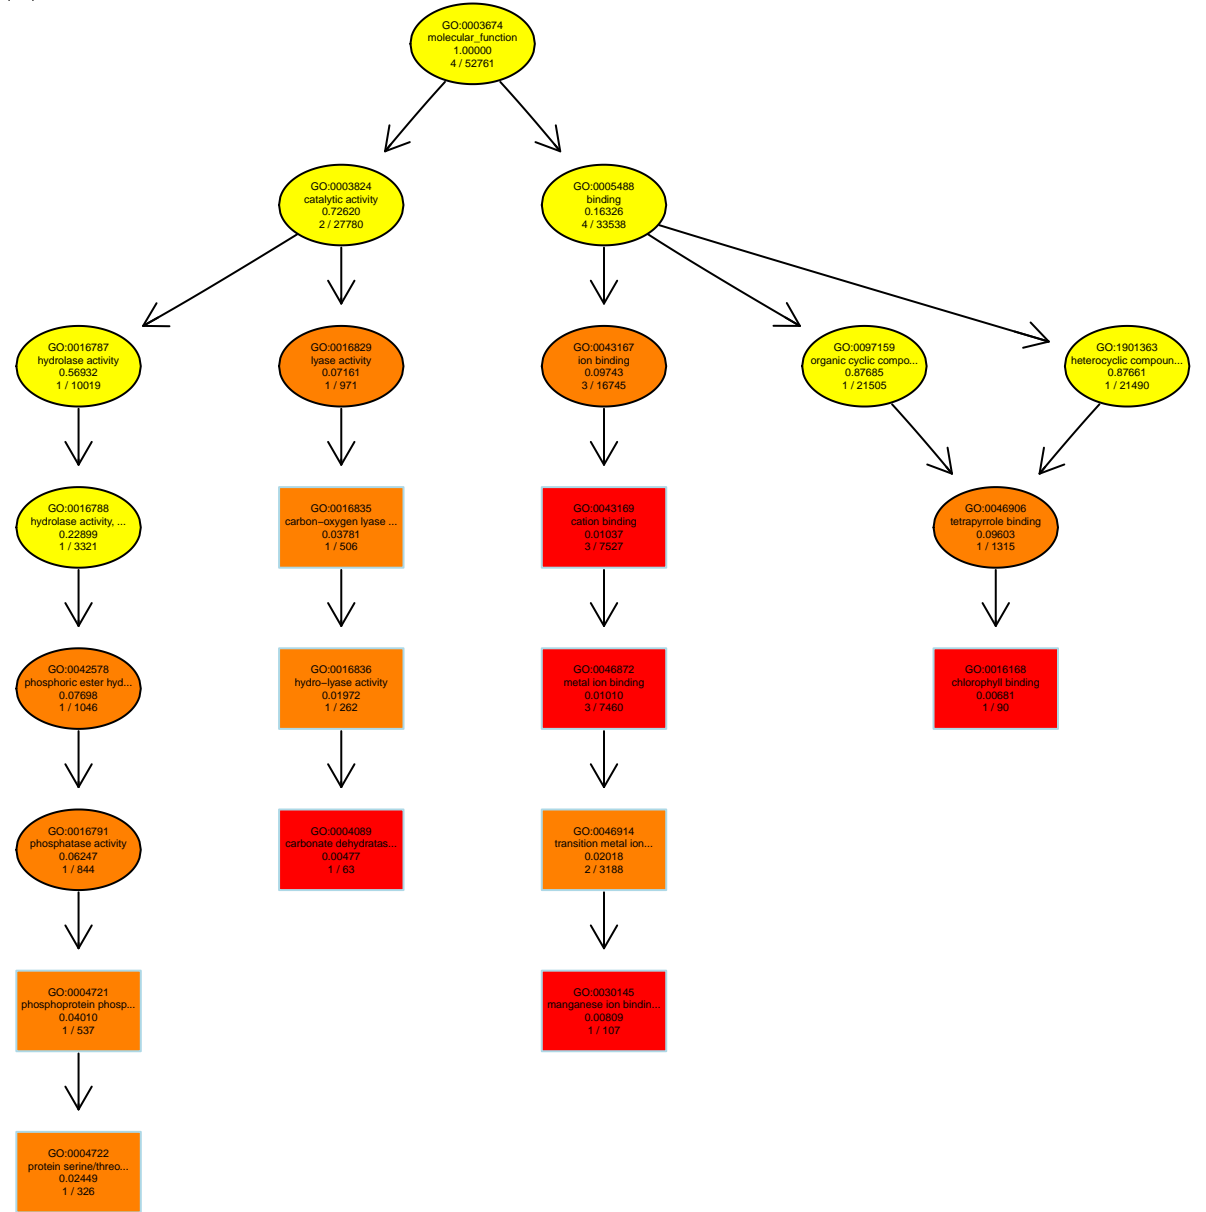 GO:0003674
molecular_function
1.00000
4 / 52761
GO:0003824
catalytic activity
0.72620
2 / 27780
GO:0005488
binding
0.16326
4 / 33538
GO:0016787
hydrolase activity
0.56932
1 / 10019
GO:0016829
lyase activity
0.07161
1 / 971
GO:0043167
ion binding
0.09743
3 / 16745
GO:0097159
organic cyclic compo...
0.87685
1 / 21505
GO:1901363
heterocyclic compoun...
0.87661
1 / 21490
GO:0016788
hydrolase activity, ...
0.22899
1 / 3321
GO:0016835
carbon−oxygen lyase ...
0.03781
1 / 506
GO:0043169
cation binding
0.01037
3 / 7527
GO:0046906
tetrapyrrole binding
0.09603
1 / 1315
GO:0042578
phosphoric ester hyd...
0.07698
1 / 1046
GO:0016836
hydro−lyase activity
0.01972
1 / 262
GO:0046872
metal ion binding
0.01010
3 / 7460
GO:0016168
chlorophyll binding
0.00681
1 / 90
GO:0016791
phosphatase activity
0.06247
1 / 844
GO:0004089
carbonate dehydratas...
0.00477
1 / 63
GO:0046914
transition metal ion...
0.02018
2 / 3188
GO:0004721
phosphoprotein phosp...
0.04010
1 / 537
GO:0030145
manganese ion bindin...
0.00809
1 / 107
GO:0004722
protein serine/threo...
0.02449
1 / 326